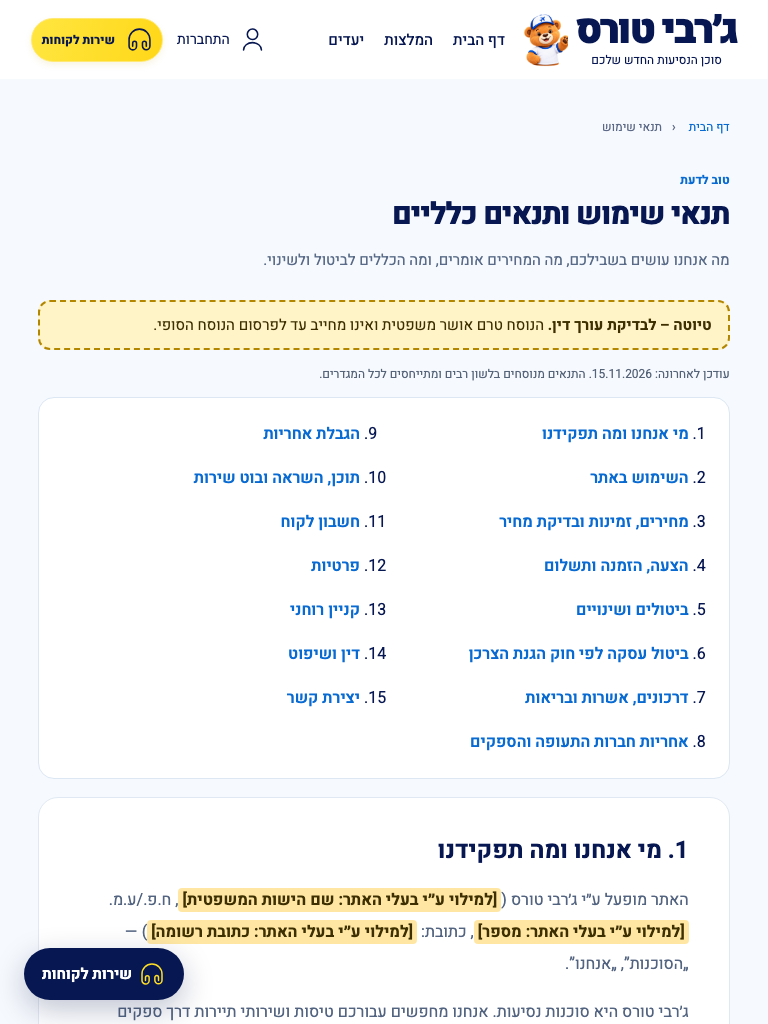 ג׳רבי טורס
סוכן הנסיעות החדש שלכם
דף הבית
המלצות
יעדים
התחברות
שירות לקוחות
דף הבית › תנאי שימוש
טוב לדעת
תנאי שימוש ותנאים כלליים
מה אנחנו עושים בשבילכם, מה המחירים אומרים, ומה הכללים לביטול ולשינוי.
טיוטה – לבדיקת עורך דין. הנוסח טרם אושר משפטית ואינו מחייב עד לפרסום הנוסח הסופי.
עודכן לאחרונה: 15.11.2026. התנאים מנוסחים בלשון רבים ומתייחסים לכל המגדרים.
1. מי אנחנו ומה תפקידנו
2. השימוש באתר
3. מחירים, זמינות ובדיקת מחיר
4. הצעה, הזמנה ותשלום
5. ביטולים ושינויים
6. ביטול עסקה לפי חוק הגנת הצרכן
7. דרכונים, אשרות ובריאות
8. אחריות חברות התעופה והספקים
9. הגבלת אחריות
10. תוכן, השראה ובוט שירות
11. חשבון לקוח
12. פרטיות
13. קניין רוחני
14. דין ושיפוט
15. יצירת קשר
1. מי אנחנו ומה תפקידנו
האתר מופעל ע״י ג׳רבי טורס ([למילוי ע״י בעלי האתר: שם הישות המשפטית], ח.פ./ע.מ.
[למילוי ע״י בעלי האתר: מספר], כתובת: [למילוי ע״י בעלי האתר: כתובת רשומה]) —
„הסוכנות”, „אנחנו”.
ג׳רבי טורס היא סוכנות נסיעות. אנחנו מחפשים עבורכם טיסות ושירותי תיירות דרך ספקים
שירות לקוחות